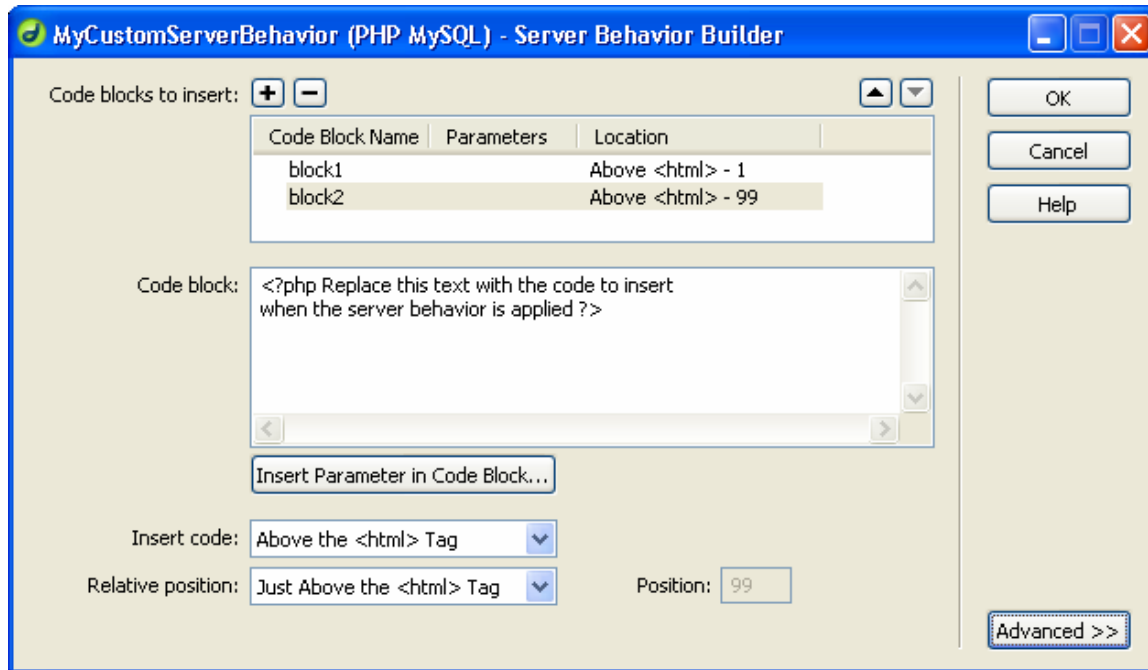 MyCustomServerBehavior (PHP MySQL) - Server Behavior Builder
Code blocks to insert:
OK
Code Block Name Parameters Location
Cancel
block1 Above <html> - 1
block2 Above <html> - 99
Help
Code block: <?php Replace this text with the code to insert
when the server behavior is applied ?>
Insert Parameter in Code Block...
Insert code: Above the <html> Tag
Relative position: Just Above the <html> Tag Position: 99
Advanced >>